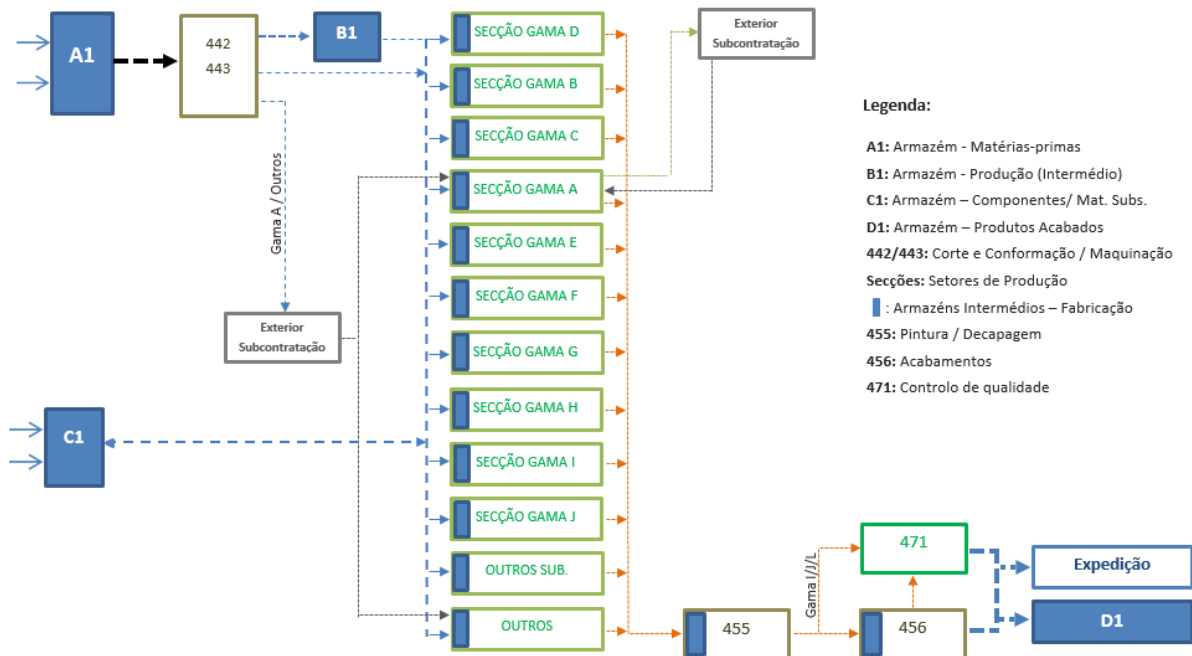 A1
442
443
B1
Gama A / Outros
Exterior
Subcontratação
C1
SECÇÃO GAMA D
SECÇÃO GAMA B
SECÇÃO GAMA C
SECÇÃO GAMA A
SECÇÃO GAMA E
SECÇÃO GAMA F
SECÇÃO GAMA G
SECÇÃO GAMA H
SECÇÃO GAMA I
SECÇÃO GAMA J
OUTROS SUB.
OUTROS
Exterior
Subcontratação
Legenda:
A1: Armazém - Matérias-primas
B1: Armazém - Produção (Intermédio)
C1: Armazém – Componentes/ Mat. Subs.
D1: Armazém – Produtos Acabados
442/443: Corte e Conformação / Maquinação
Secções: Setores de Produção
: Armazéns Intermédios – Fabricação
455: Pintura / Decapagem
456: Acabamentos
471: Controlo de qualidade
455
Gama I/J/L
471
456
Expedição
D1